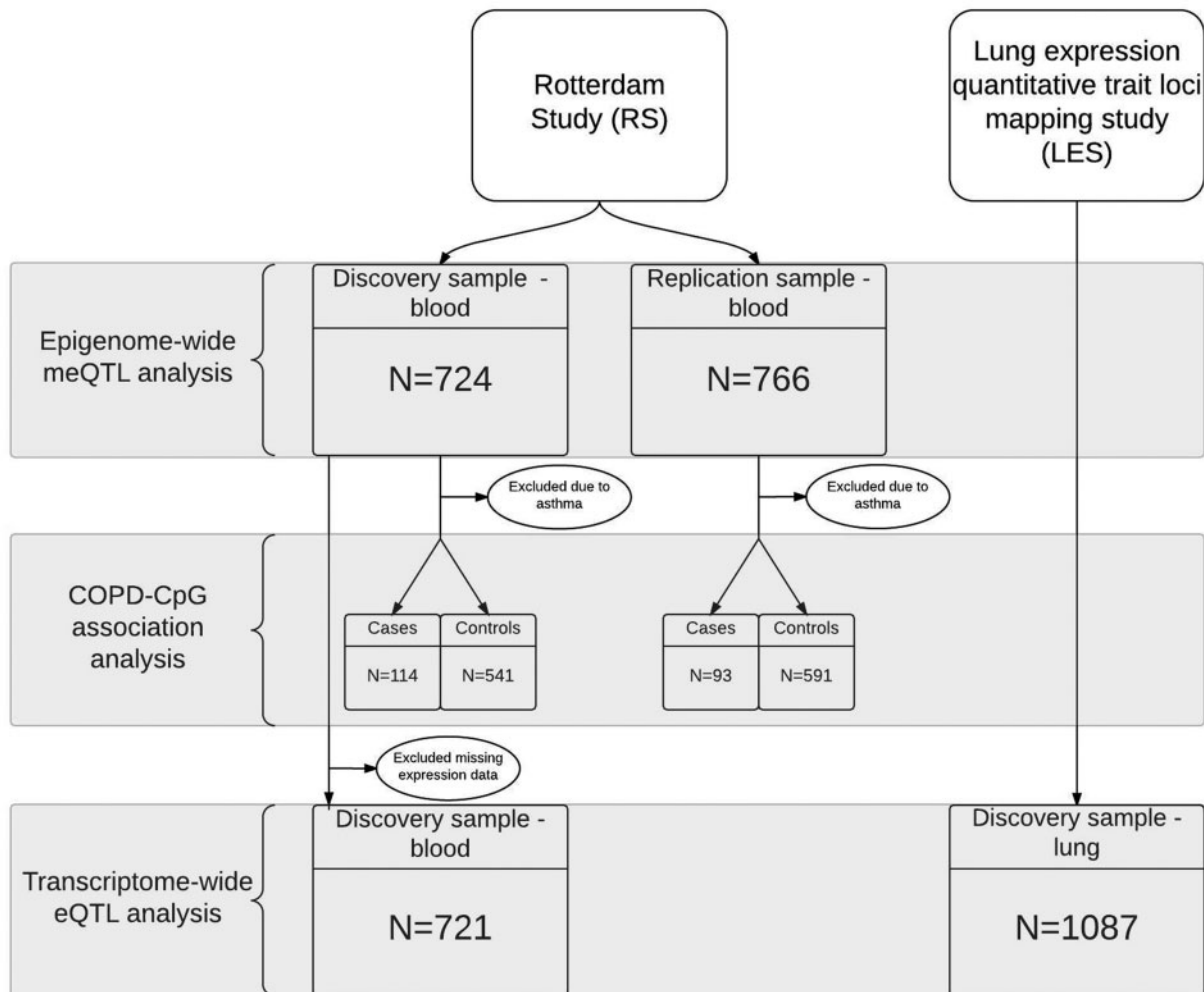 Rotterdam
Study (RS)
Lung expression
quantitative trait loci
mapping study
(LES)
Epigenome-wide
meQTL analysis
Discovery sample -
blood
N=724
Replication sample -
blood
N=766
Excluded due to
asthma
Excluded due to
asthma
COPD-CpG
association
analysis
Cases
Controls
N=114
N=541
Cases
Controls
N=93
N=591
Excluded missing
expression data
Transcriptome-wide
eQTL analysis
Discovery sample -
blood
N=721
Discovery sample -
lung
N=1087